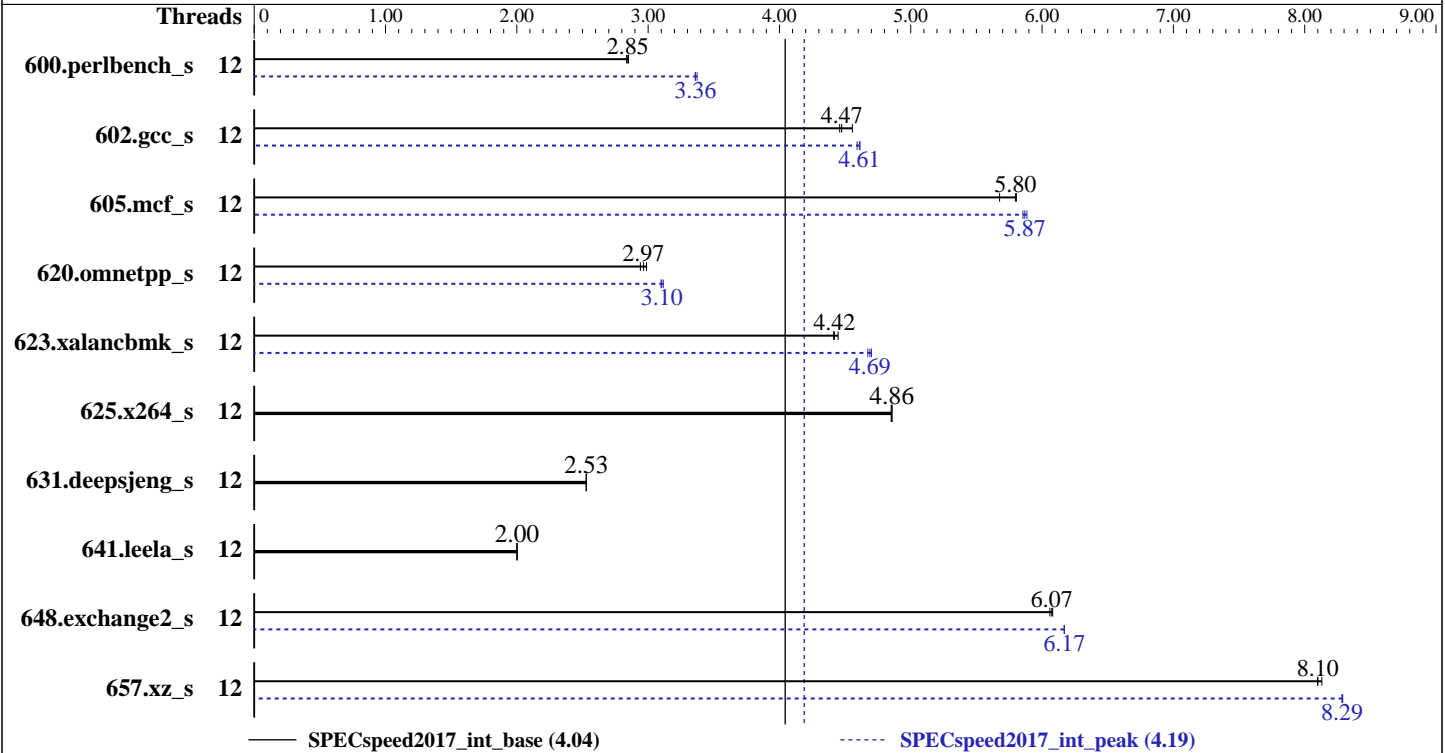 Threads 0 1.00 2.00 3.00 4.00 5.00 6.00 7.00 8.00 9.00
600.perlbench_s 12 2.85
3.36
602.gcc_s 12 4.47
4.61
605.mcf_s 12 5.80
5.87
620.omnetpp_s 12 2.97
3.10
623.xalancbmk_s 12 4.42
4.69
625.x264_s 12 4.86
631.deepsjeng_s 12 2.53
641.leela_s 12 2.00
648.exchange2_s 12 6.07
6.17
657.xz_s 12 8.10
8.29
SPECspeed2017_int_base (4.04) SPECspeed2017_int_peak (4.19)